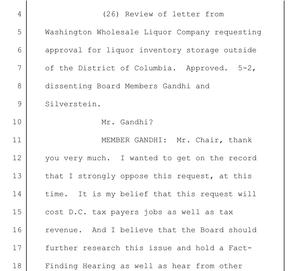 4 (26) Review of letter from
5 Washington Wholesale Liquor Company requesting
6 approval for liquor inventory storage outside
7 of the District of Columbia. Approved. 5-2,
8 dissenting Board Members Gandhi and
9 Silverstein.
10 Mr. Gandhi?
11 MEMBER GANDHI: Mr. Chair, thank
12 you very much. I wanted to get on the record
13 that I strongly oppose this request, at this
14 time. It is my belief that this request will
15 cost D.C. tax payers jobs as well as tax
16 revenue. And I believe that the Board should
17 further research this issue and hold a Fact-
18 Finding Hearing as well as hear from other